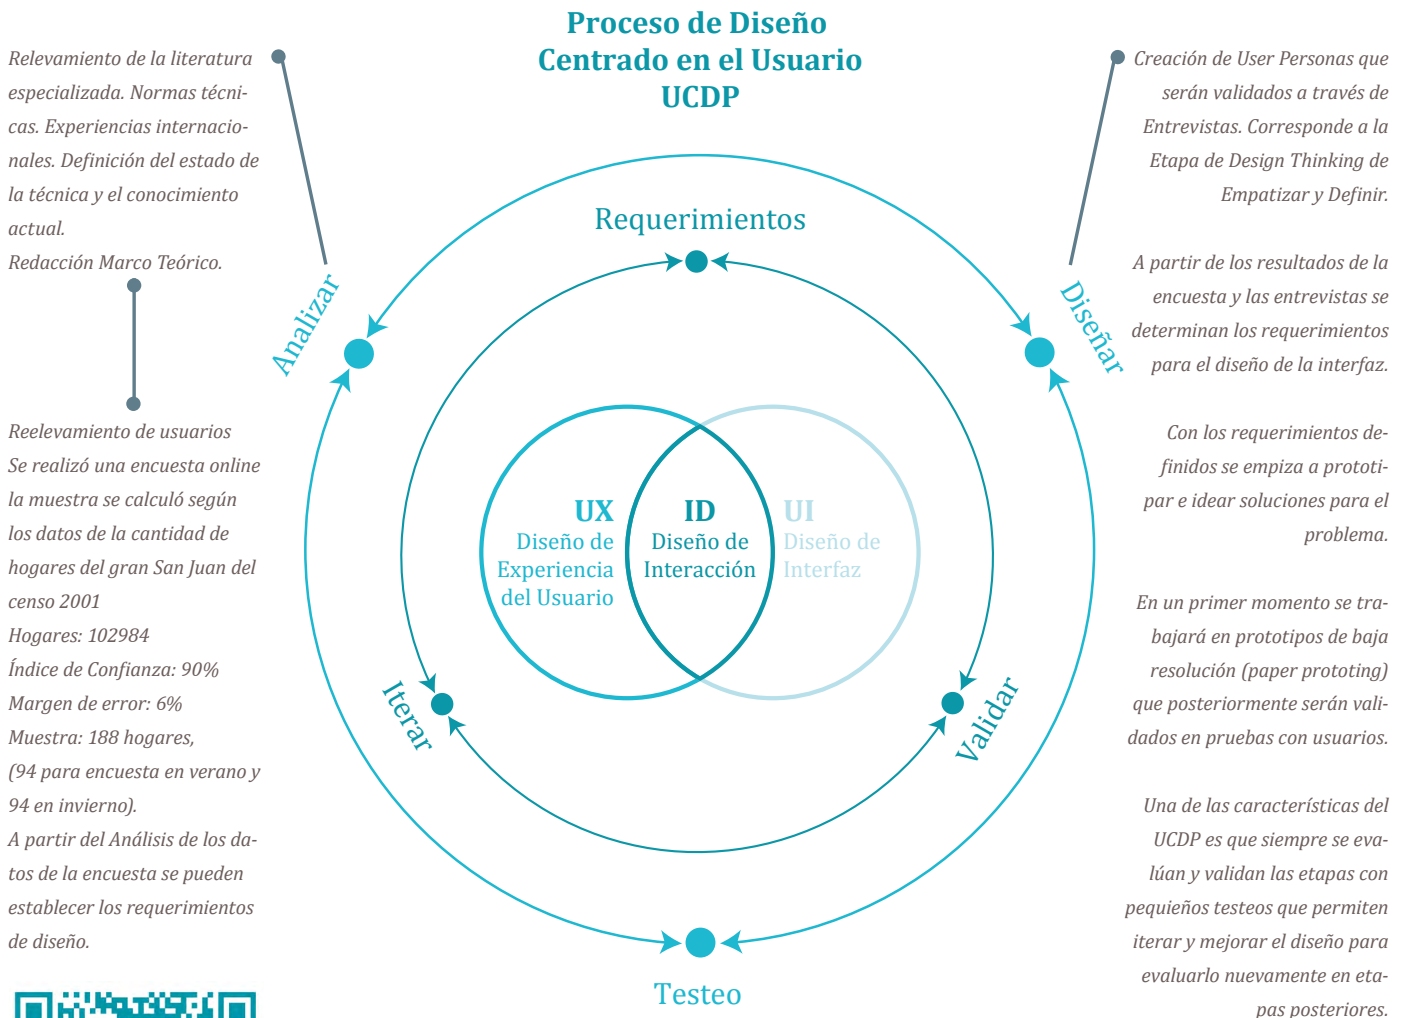 Proceso de Diseño
Centrado en el Usuario
UCDP
Relevamiento de la literatura
especializada. Normas técni-
cas. Experiencias internacio-
nales. Definición del estado de
la técnica y el conocimiento
actual.
Redacción Marco Teórico.
Reelevamiento de usuarios
Se realizó una encuesta online
la muestra se calculó según
los datos de la cantidad de
hogares del gran San Juan del
censo 2001
Hogares: 102984
Índice de Confianza: 90%
Margen de error: 6%
Muestra: 188 hogares,
(94 para encuesta en verano y
94 en invierno).
A partir del Análisis de los da-
tos de la encuesta se pueden
establecer los requerimientos
de diseño.
Analizar
Requerimientos
Diseñar
UX
Diseño de
Experiencia
del Usuario
ID
Diseño de
Interacción
UI
Diseño de
Interfaz
Iterar
Validar
Testeo
Creación de User Personas que
serán validados a través de
Entrevistas. Corresponde a la
Etapa de Design Thinking de
Empatizar y Definir.
A partir de los resultados de la
encuesta y las entrevistas se
determinan los requerimientos
para el diseño de la interfaz.
Con los requerimientos de-
finidos se empiza a prototi-
par e idear soluciones para el
problema.
En un primer momento se tra-
bajará en prototipos de baja
resolución (paper prototing)
que posteriormente serán vali-
dados en pruebas con usuarios.
Una de las características del
UCDP es que siempre se eva-
lúan y validan las etapas con
pequeños testeos que permiten
iterar y mejorar el diseño para
evaluarlo nuevamente en eta-
pas posteriores.